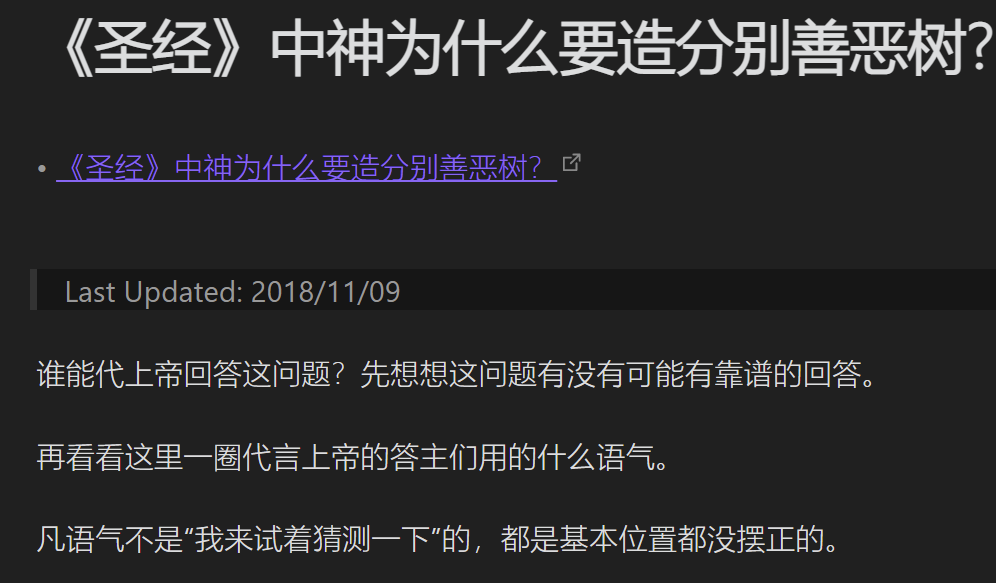 《圣经》中神为什么要造分别善恶树?
• 《圣经》中神为什么要造分别善恶树？
Last Updated: 2018/11/09
谁能代上帝回答这问题？先想想这问题有没有可能有靠谱的回答。
再看看这里一圈代言上帝的答主们用的什么语气。
凡语气不是“我来试着猜测一下”的，都是基本位置都没摆正的。